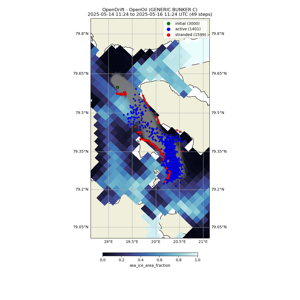 OpenDrift - OpenOil (GENERIC BUNKER C)
2025-05-14 11:24 to 2025-05-16 11:24 UTC (49 steps)
initial (3000)
active (1401)
stranded (1599)
79.8°N
79.8°N
79.65°N
79.65°N
79.5°N
79.5°N
79.35°N
79.35°N
79.2°N
79.2°N
79.05°N
79.05°N
19°E
19.5°E
20°E
20.5°E
21°E
0.0
0.2
0.4
0.6
0.8
1.0
sea_ice_area_fraction